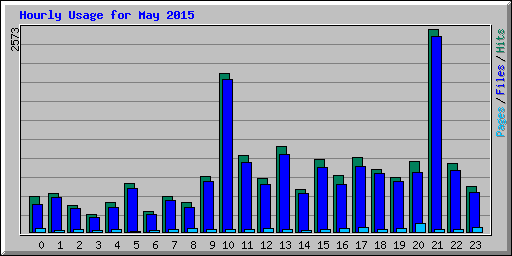 Hourly Usage for May 2015
2573
Pages/Files/Hits
0 1 2 3 4 5 6 7 8 9 10 11 12 13 14 15 16 17 18 19 20 21 22 23